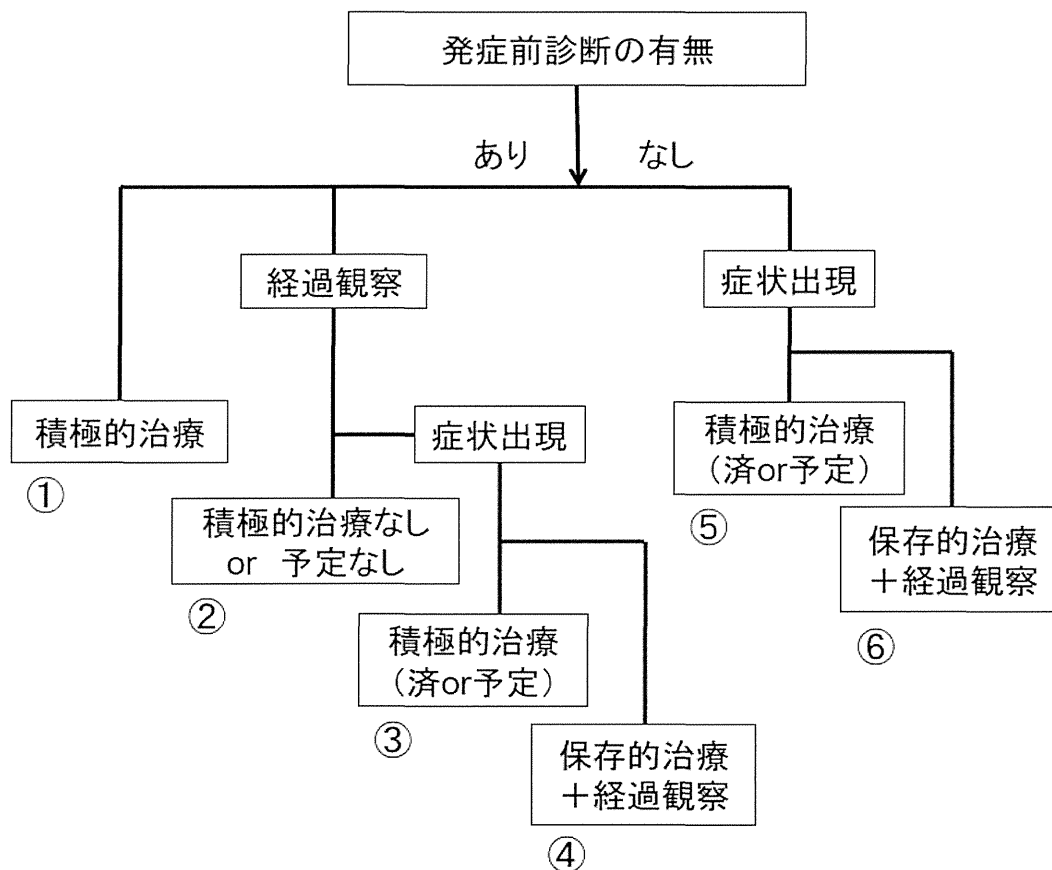 発症前診断の有無
あり なし
経過観察
症状出現
積極的治療
①
症状出現
積極的治療
（済or予定）
⑤
積極的治療なし
or 予定なし
②
保存的治療
＋経過観察
⑥
積極的治療
（済or予定）
③
保存的治療
＋経過観察
④